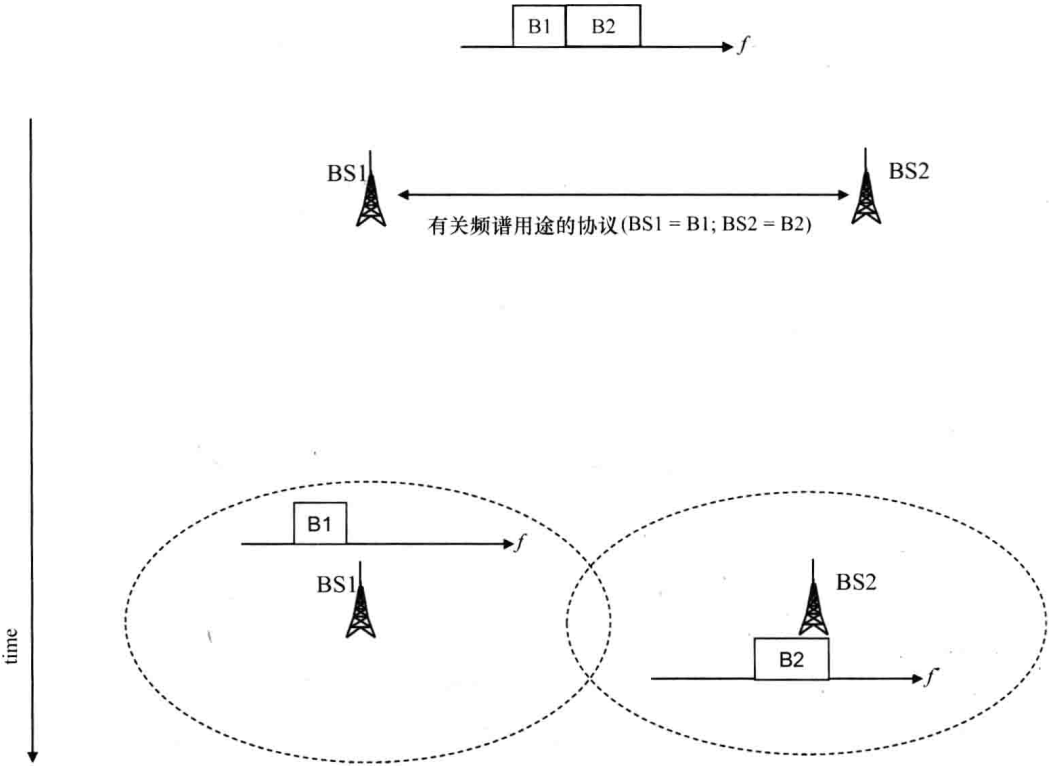 B1 B2
f
BS1 BS2
有关频谱用途的协议(BS1 = B1; BS2 = B2)
B1
f
BS1
BS2
B2
f
time